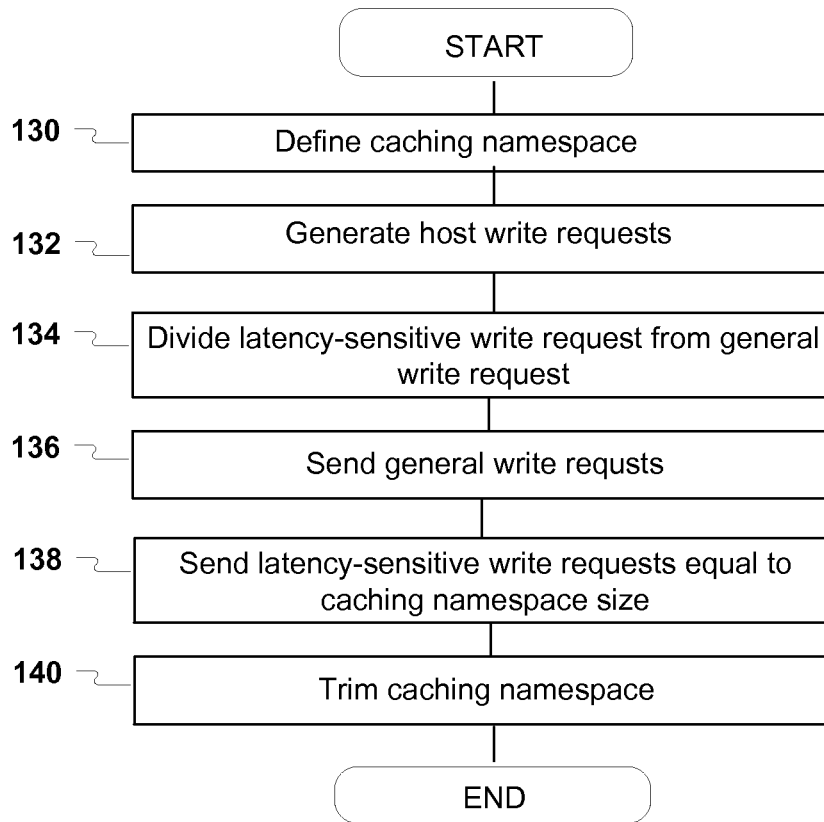 START
130
Define caching namespace
132
Generate host write requests
134
Divide latency-sensitive write request from general
write request
136
Send general write requsts
138
Send latency-sensitive write requests equal to
caching namespace size
140
Trim caching namespace
END